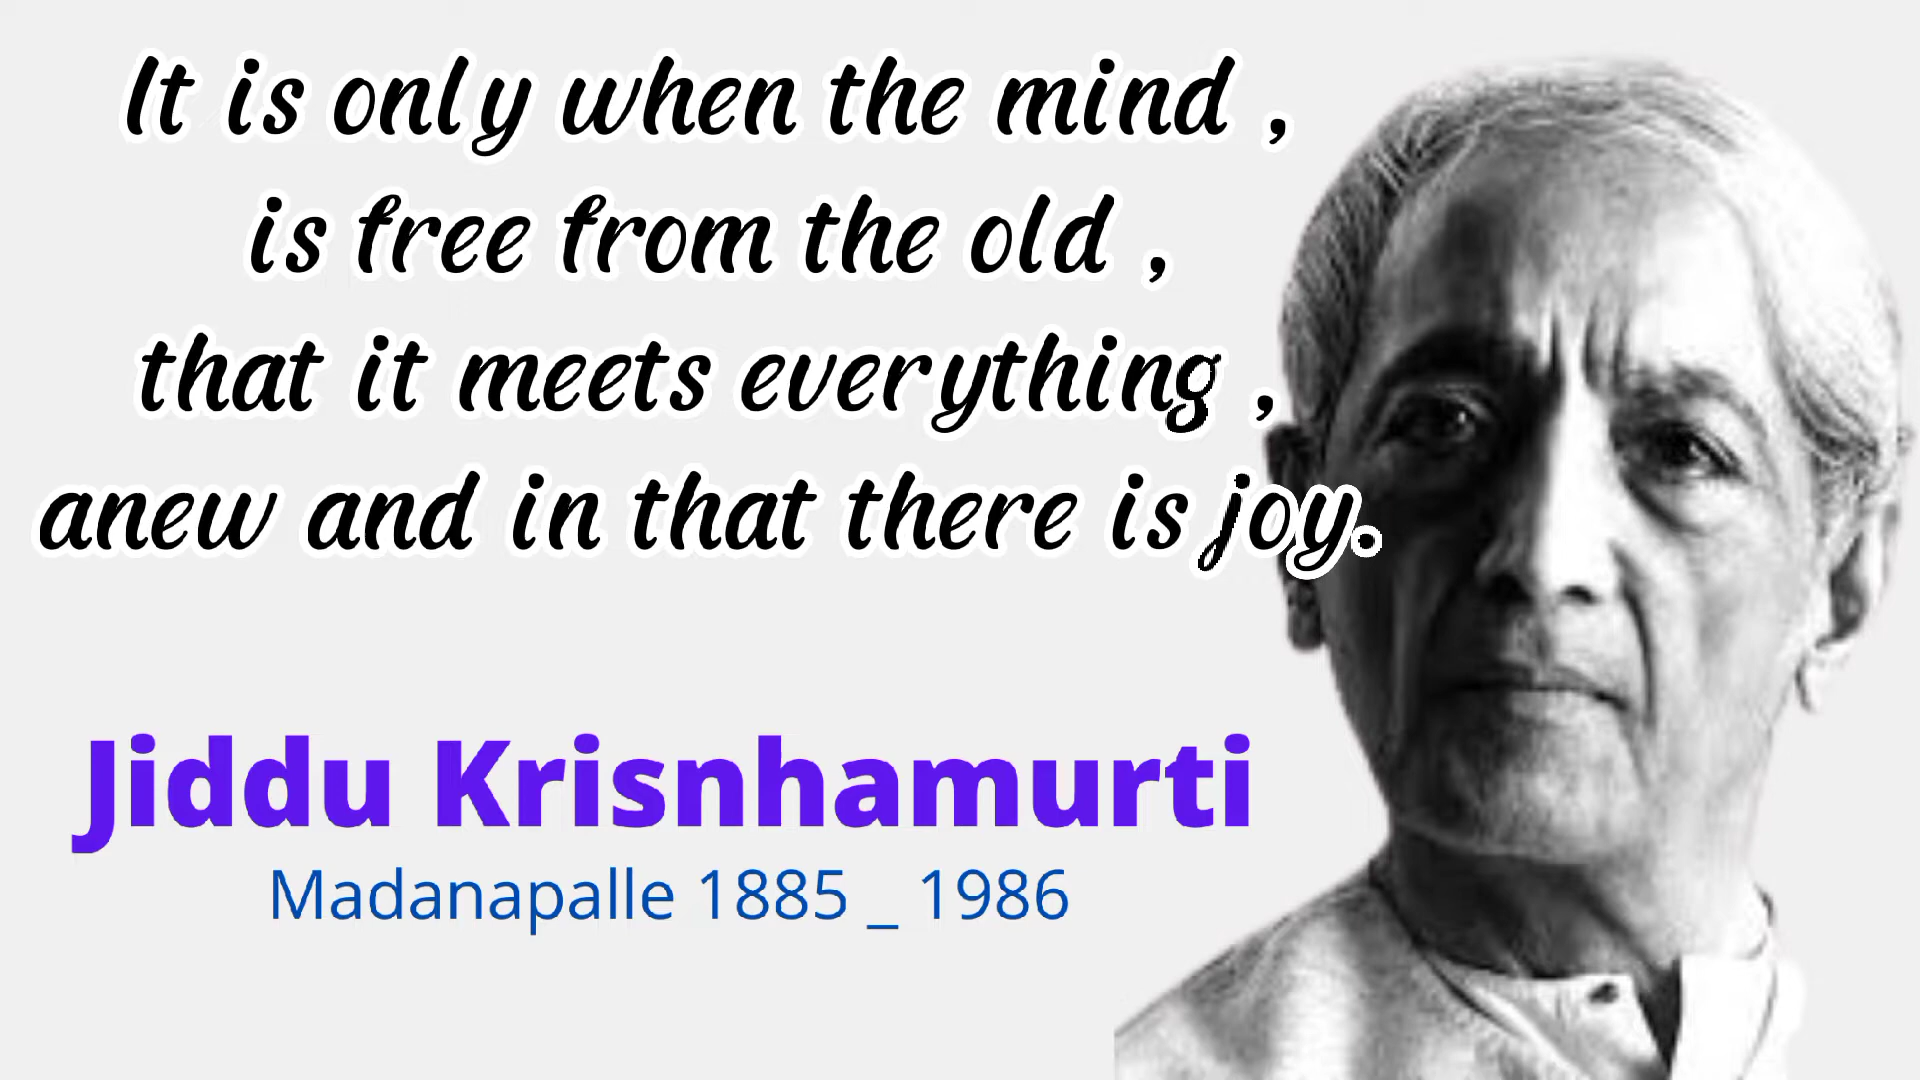 It is only when the mind ,
is free from the old ,
that it meets everything ,
anew and in that there is joy.
Jiddu Krisnhamurti
Madanapalle 1885 _ 1986